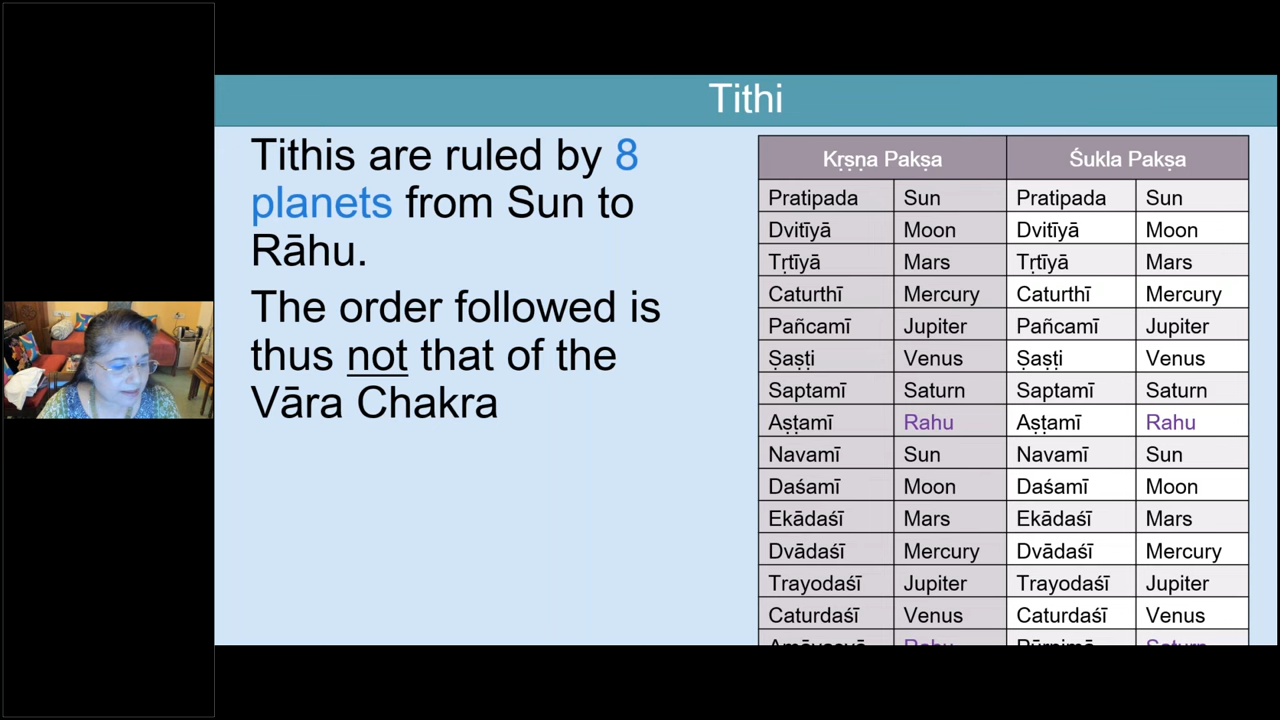 Tithi
Tithis are ruled by 8
planets from Sun to
Rāhu.
The order followed is
thus not that of the
Vāra Chakra
Kṛṣṇa Pakṣa Śukla Pakṣa
Pratipada Sun Pratipada Sun
Dvitīyā Moon Dvitīyā Moon
Tṛtīyā Mars Tṛtīyā Mars
Caturthī Mercury Caturthī Mercury
Pañcamī Jupiter Pañcamī Jupiter
Ṣaṣṭi Venus Ṣaṣṭi Venus
Saptamī Saturn Saptamī Saturn
Aṣṭamī Rahu Aṣṭamī Rahu
Navamī Sun Navamī Sun
Daśamī Moon Daśamī Moon
Ekādaśī Mars Ekādaśī Mars
Dvādaśī Mercury Dvādaśī Mercury
Trayodaśī Jupiter Trayodaśī Jupiter
Caturdaśī Venus Caturdaśī Venus